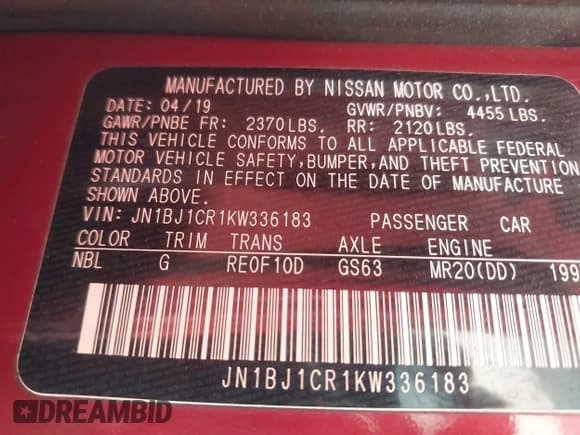 MANUFACTURED BY NISSAN MOTOR CO.,LTD.
DATE: 04/19 GVWR/PNBV: 4455 LBS.
GAWR/PNBE FR: 2370LBS. RR: 2120LBS.
THIS VEHICLE CONFORMS TO ALL APPLICABLE FEDERAL
MOTOR VEHICLE SAFETY,BUMPER,AND THEFT PREVENTION
STANDARDS IN EFFECT ON THE DATE OF MANUFACTURE
SHOWN ABOVE.
VIN: JN1BJ1CR1KW336183 PASSENGER CAR
COLOR TRIM TRANS AXLE ENGINE
NBL G RE0F10D GS63 MR20(DD) 199
JN1BJ1CR1KW336183
DREAMBID